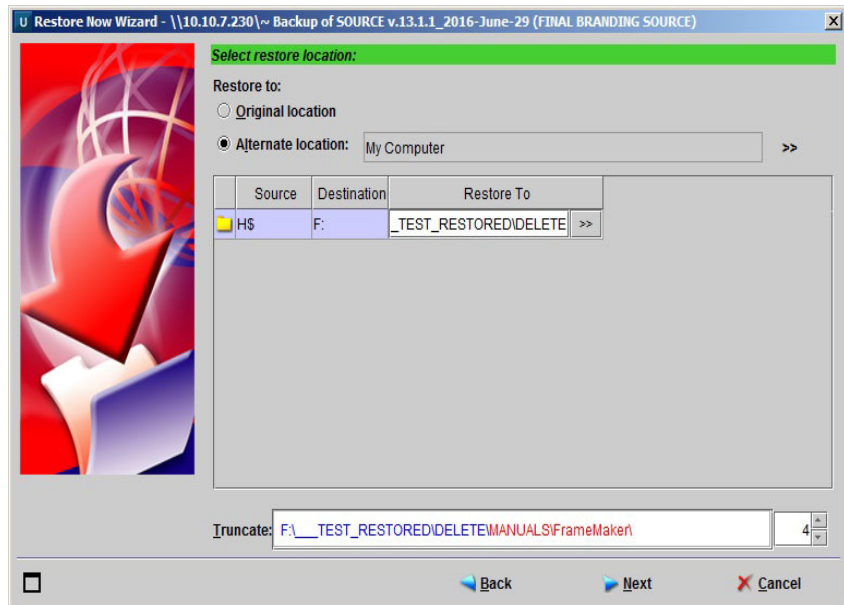 U Restore Now Wizard - \\10.10.7.230\~ Backup of SOURCE v.13.1.1_2016-June-29 (FINAL BRANDING SOURCE)
Select restore location:
Restore to:
Original location
Alternate location: My Computer >>
Source Destination Restore To
H$ F: _TEST_RESTORED\DELETE >>
Truncate: F:\___TEST_RESTORED\DELETE\MANUALS\FrameMaker\ 4
Back Next Cancel